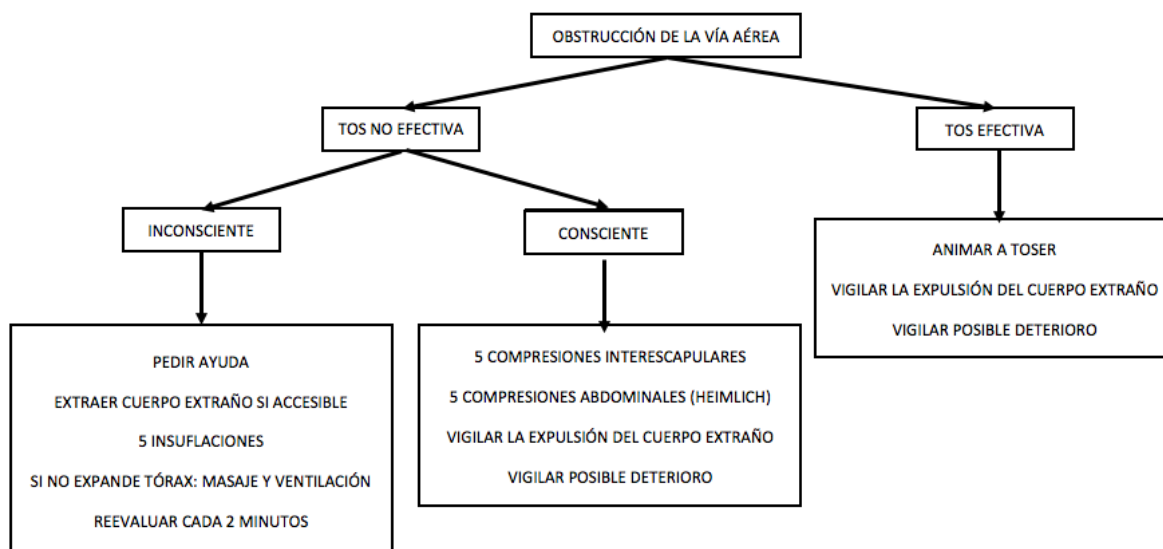 OBSTRUCCIÓN DE LA VÍA AÉREA
TOS NO EFECTIVA
TOS EFECTIVA
INCONSCIENTE
CONSCIENTE
ANIMAR A TOSER
VIGILAR LA EXPULSIÓN DEL CUERPO EXTRAÑO
VIGILAR POSIBLE DETERIORO
PEDIR AYUDA
EXTRAER CUERPO EXTRAÑO SI ACCESIBLE
5 INSUFLACIONES
SI NO EXPANDE TÓRAX: MASAJE Y VENTILACIÓN
REEVALUAR CADA 2 MINUTOS
5 COMPRESIONES INTERESCAPULARES
5 COMPRESIONES ABDOMINALES (HEIMLICH)
VIGILAR LA EXPULSIÓN DEL CUERPO EXTRAÑO
VIGILAR POSIBLE DETERIORO